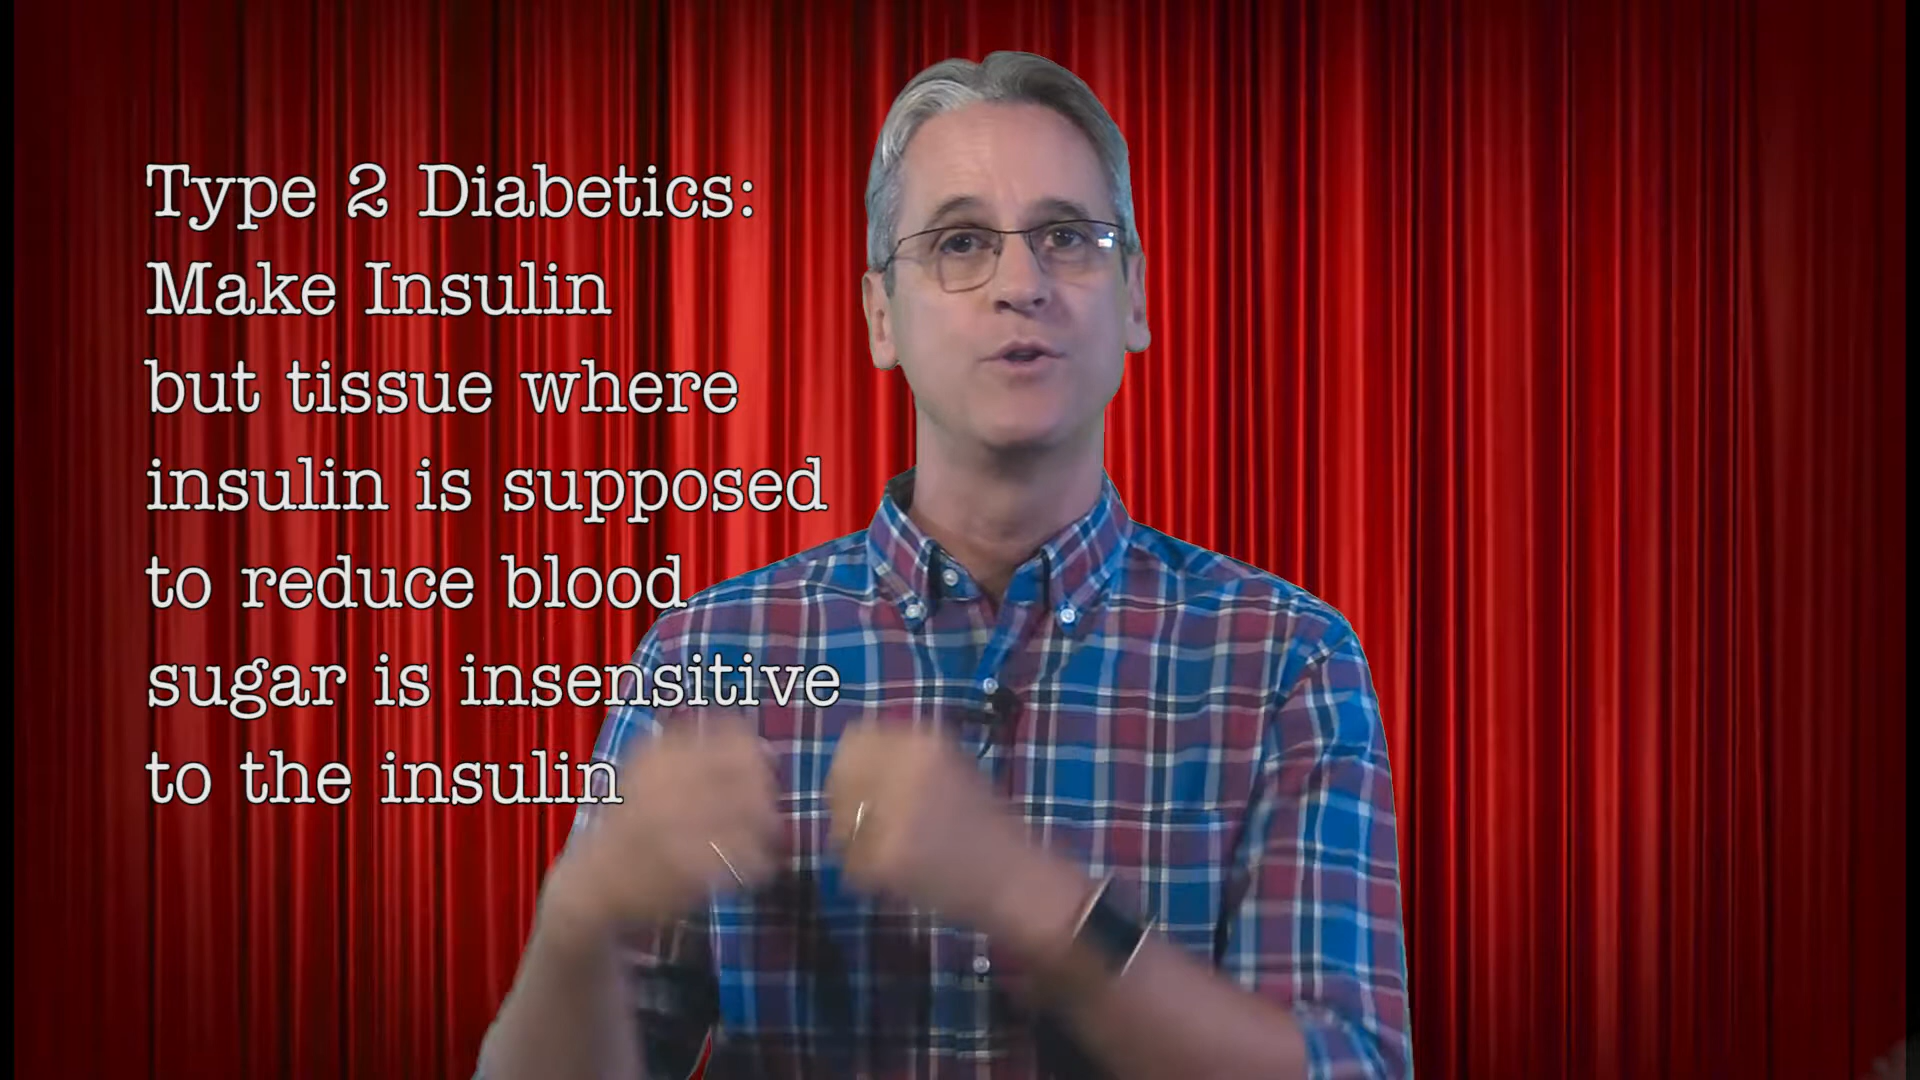 Type 2 Diabetics:
Make Insulin
but tissue where
insulin is supposed
to reduce blood
sugar is insensitive
to the insulin